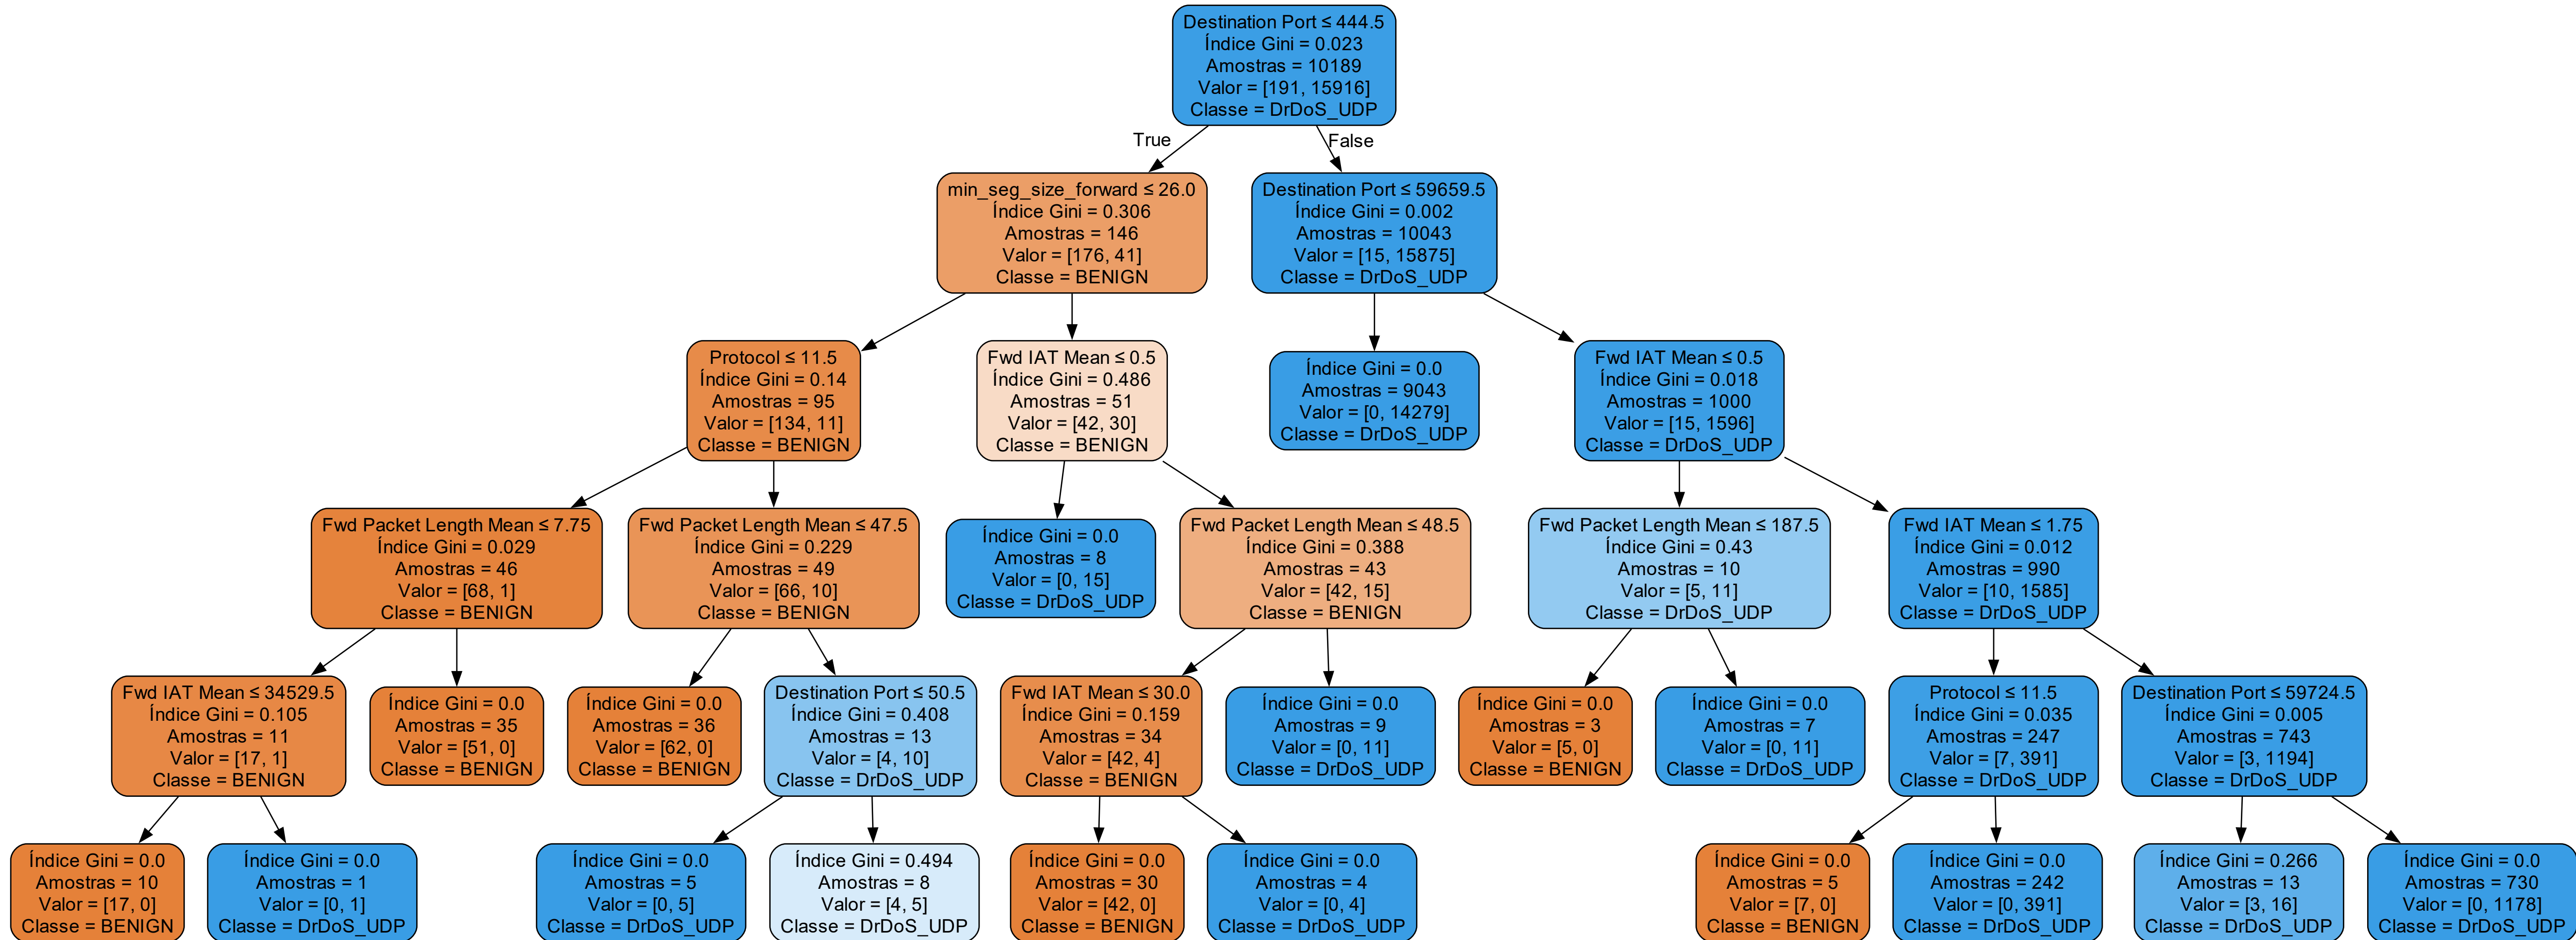 Destination Port ≤ 444.5
Índice Gini = 0.023
Amostras = 10189
Valor = [191, 15916]
Classe = DrDoS_UDP
True
False
min_seg_size_forward ≤ 26.0
Índice Gini = 0.306
Amostras = 146
Valor = [176, 41]
Classe = BENIGN
Destination Port ≤ 59659.5
Índice Gini = 0.002
Amostras = 10043
Valor = [15, 15875]
Classe = DrDoS_UDP
Protocol ≤ 11.5
Índice Gini = 0.14
Amostras = 95
Valor = [134, 11]
Classe = BENIGN
Fwd IAT Mean ≤ 0.5
Índice Gini = 0.486
Amostras = 51
Valor = [42, 30]
Classe = BENIGN
Índice Gini = 0.0
Amostras = 9043
Valor = [0, 14279]
Classe = DrDoS_UDP
Fwd IAT Mean ≤ 0.5
Índice Gini = 0.018
Amostras = 1000
Valor = [15, 1596]
Classe = DrDoS_UDP
Fwd Packet Length Mean ≤ 7.75
Índice Gini = 0.029
Amostras = 46
Valor = [68, 1]
Classe = BENIGN
Fwd Packet Length Mean ≤ 47.5
Índice Gini = 0.229
Amostras = 49
Valor = [66, 10]
Classe = BENIGN
Índice Gini = 0.0
Amostras = 8
Valor = [0, 15]
Classe = DrDoS_UDP
Fwd Packet Length Mean ≤ 48.5
Índice Gini = 0.388
Amostras = 43
Valor = [42, 15]
Classe = BENIGN
Fwd Packet Length Mean ≤ 187.5
Índice Gini = 0.43
Amostras = 10
Valor = [5, 11]
Classe = DrDoS_UDP
Fwd IAT Mean ≤ 1.75
Índice Gini = 0.012
Amostras = 990
Valor = [10, 1585]
Classe = DrDoS_UDP
Fwd IAT Mean ≤ 34529.5
Índice Gini = 0.105
Amostras = 11
Valor = [17, 1]
Classe = BENIGN
Índice Gini = 0.0
Amostras = 35
Valor = [51, 0]
Classe = BENIGN
Índice Gini = 0.0
Amostras = 36
Valor = [62, 0]
Classe = BENIGN
Destination Port ≤ 50.5
Índice Gini = 0.408
Amostras = 13
Valor = [4, 10]
Classe = DrDoS_UDP
Fwd IAT Mean ≤ 30.0
Índice Gini = 0.159
Amostras = 34
Valor = [42, 4]
Classe = BENIGN
Índice Gini = 0.0
Amostras = 9
Valor = [0, 11]
Classe = DrDoS_UDP
Índice Gini = 0.0
Amostras = 3
Valor = [5, 0]
Classe = BENIGN
Índice Gini = 0.0
Amostras = 7
Valor = [0, 11]
Classe = DrDoS_UDP
Protocol ≤ 11.5
Índice Gini = 0.035
Amostras = 247
Valor = [7, 391]
Classe = DrDoS_UDP
Destination Port ≤ 59724.5
Índice Gini = 0.005
Amostras = 743
Valor = [3, 1194]
Classe = DrDoS_UDP
Índice Gini = 0.0
Amostras = 10
Valor = [17, 0]
Classe = BENIGN
Índice Gini = 0.0
Amostras = 1
Valor = [0, 1]
Classe = DrDoS_UDP
Índice Gini = 0.0
Amostras = 5
Valor = [0, 5]
Classe = DrDoS_UDP
Índice Gini = 0.494
Amostras = 8
Valor = [4, 5]
Classe = DrDoS_UDP
Índice Gini = 0.0
Amostras = 30
Valor = [42, 0]
Classe = BENIGN
Índice Gini = 0.0
Amostras = 4
Valor = [0, 4]
Classe = DrDoS_UDP
Índice Gini = 0.0
Amostras = 5
Valor = [7, 0]
Classe = BENIGN
Índice Gini = 0.0
Amostras = 242
Valor = [0, 391]
Classe = DrDoS_UDP
Índice Gini = 0.266
Amostras = 13
Valor = [3, 16]
Classe = DrDoS_UDP
Índice Gini = 0.0
Amostras = 730
Valor = [0, 1178]
Classe = DrDoS_UDP